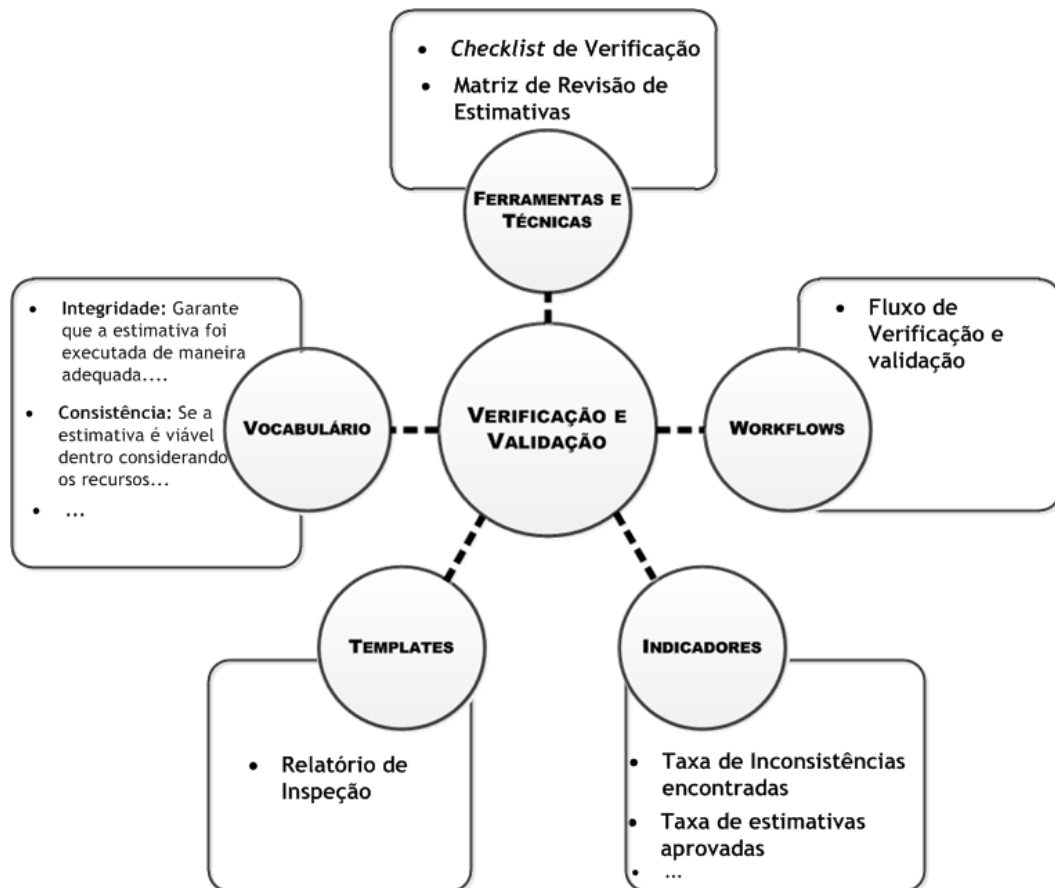 • Checklist de Verificação
• Matriz de Revisão de
Estimativas
FERRAMENTAS E
TÉCNICAS
• Integridade: Garante
que a estimativa foi
executada de maneira
adequada....
• Consistência: Se a
estimativa é viável
dentro considerando
os recursos...
• ...
VOCABULÁRIO
VERIFICAÇÃO E
VALIDAÇÃO
• Fluxo de
Verificação e
validação
WORKFLOWS
TEMPLATES
• Relatório de
Inspeção
INDICADORES
• Taxa de Inconsistências
encontradas
• Taxa de estimativas
aprovadas
• ...